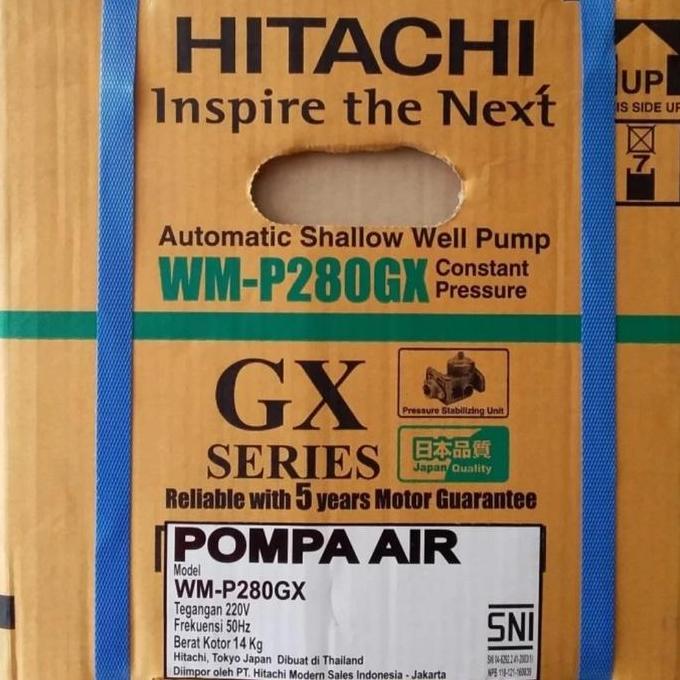 HITACHI
Inspire the Next
UP
IS SIDE UP
7
Automatic Shallow Well Pump
WM-P280GX Constant Pressure
GX
SERIES
Pressure Stabilizing Unit
日本品質
Japan Quality
Reliable with 5 years Motor Guarantee
POMPA AIR
Model
WM-P280GX
Tegangan 220V
Frekuensi 50Hz
Berat Kotor 14 Kg
Hitachi, Tokyo Japan Dibuat di Thailand
Diimpor oleh PT. Hitachi Modern Sales Indonesia - Jakarta
SNI